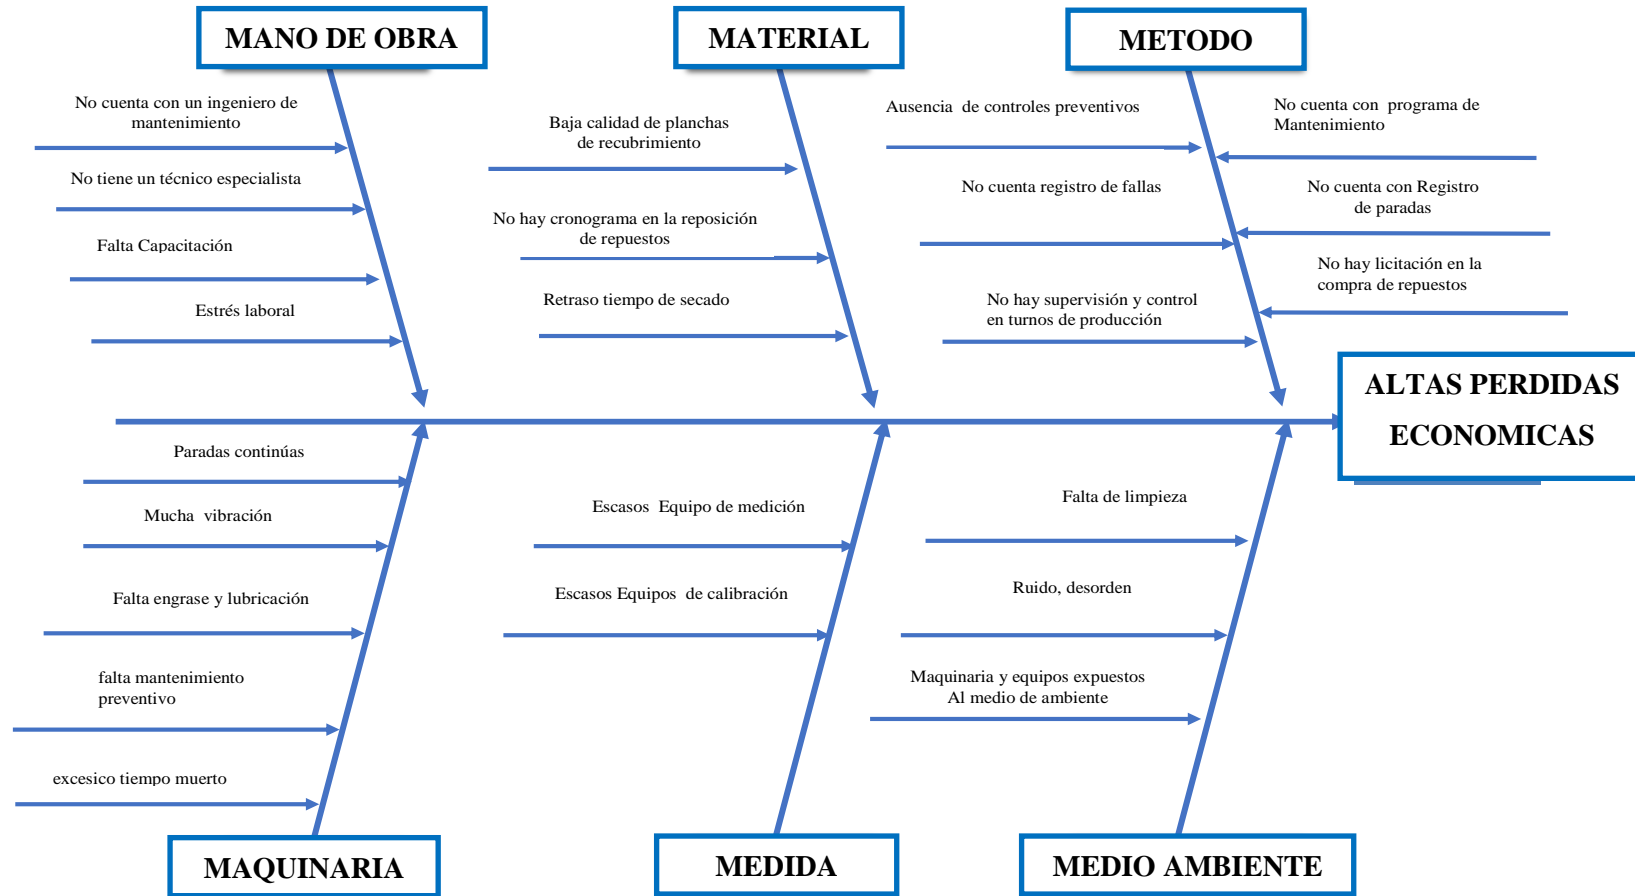 MANO DE OBRA
No cuenta con un ingeniero de
mantenimiento
No tiene un técnico especialista
Falta Capacitación
Estrés laboral
MATERIAL
Baja calidad de planchas
de recubrimiento
No hay cronograma en la reposición
de repuestos
Retraso tiempo de secado
METODO
Ausencia de controles preventivos
No cuenta registro de fallas
No hay supervisión y control
en turnos de producción
No cuenta con programa de
Mantenimiento
No cuenta con Registro
de paradas
No hay licitación en la
compra de repuestos
ALTAS PERDIDAS
ECONOMICAS
Paradas continúas
Mucha vibración
Falta engrase y lubricación
falta mantenimiento
preventivo
excesico tiempo muerto
MAQUINARIA
Escasos Equipo de medición
Escasos Equipos de calibración
MEDIDA
Falta de limpieza
Ruido, desorden
Maquinaria y equipos expuestos
Al medio de ambiente
MEDIO AMBIENTE